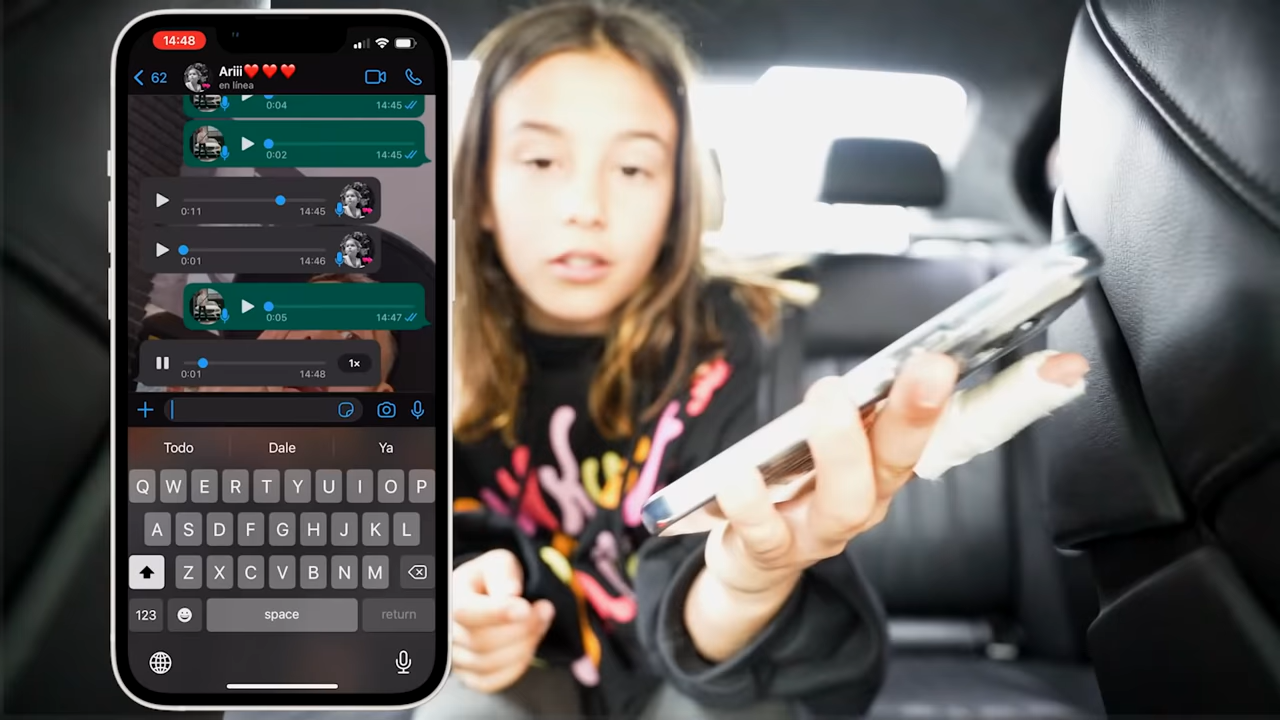 14:48
62
Ariii❤️❤️❤️
en línea
0:04 14:45
0:02 14:45
0:11 14:45
0:01 14:46
0:05 14:47
0:01 14:48 1x
Todo Dale Ya
Q W E R T Y U I O P
A S D F G H J K L
Z X C V B N M
123 space return